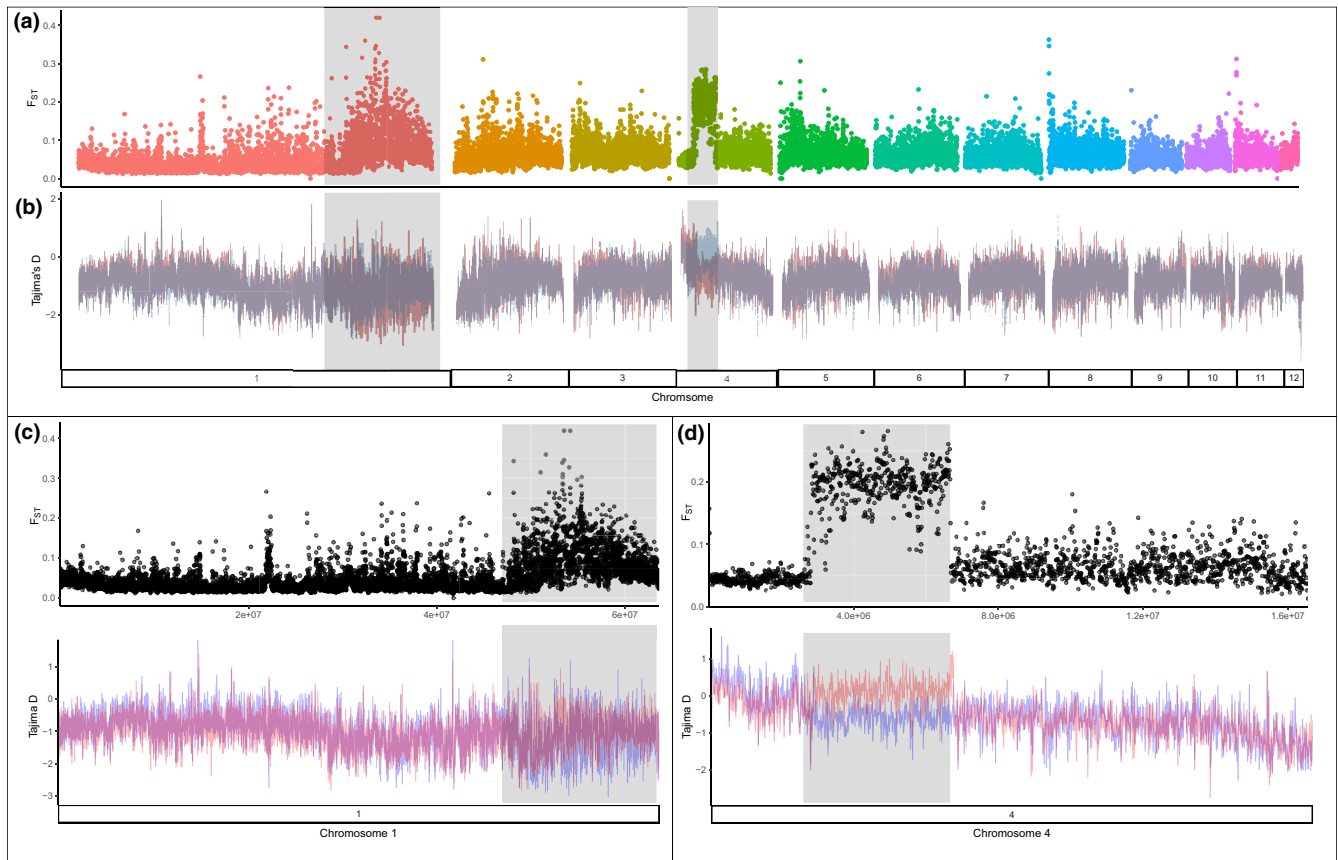 (a)
0.4
0.3
0.2
0.1
0.0
FST
(b)
2
0
−2
Tajima's D
1 2 3 4 5 6 7 8 9 10 11 12
Chromsome
(c)
0.4
0.3
0.2
0.1
0.0
FST
2e+07 4e+07 6e+07
1
0
−1
−2
−3
Tajima D
1
Chromosome 1
(d)
0.2
0.1
0.0
FST
4.0e+06 8.0e+06 1.2e+07 1.6e+07
1
0
−1
−2
Tajima D
4
Chromosome 4